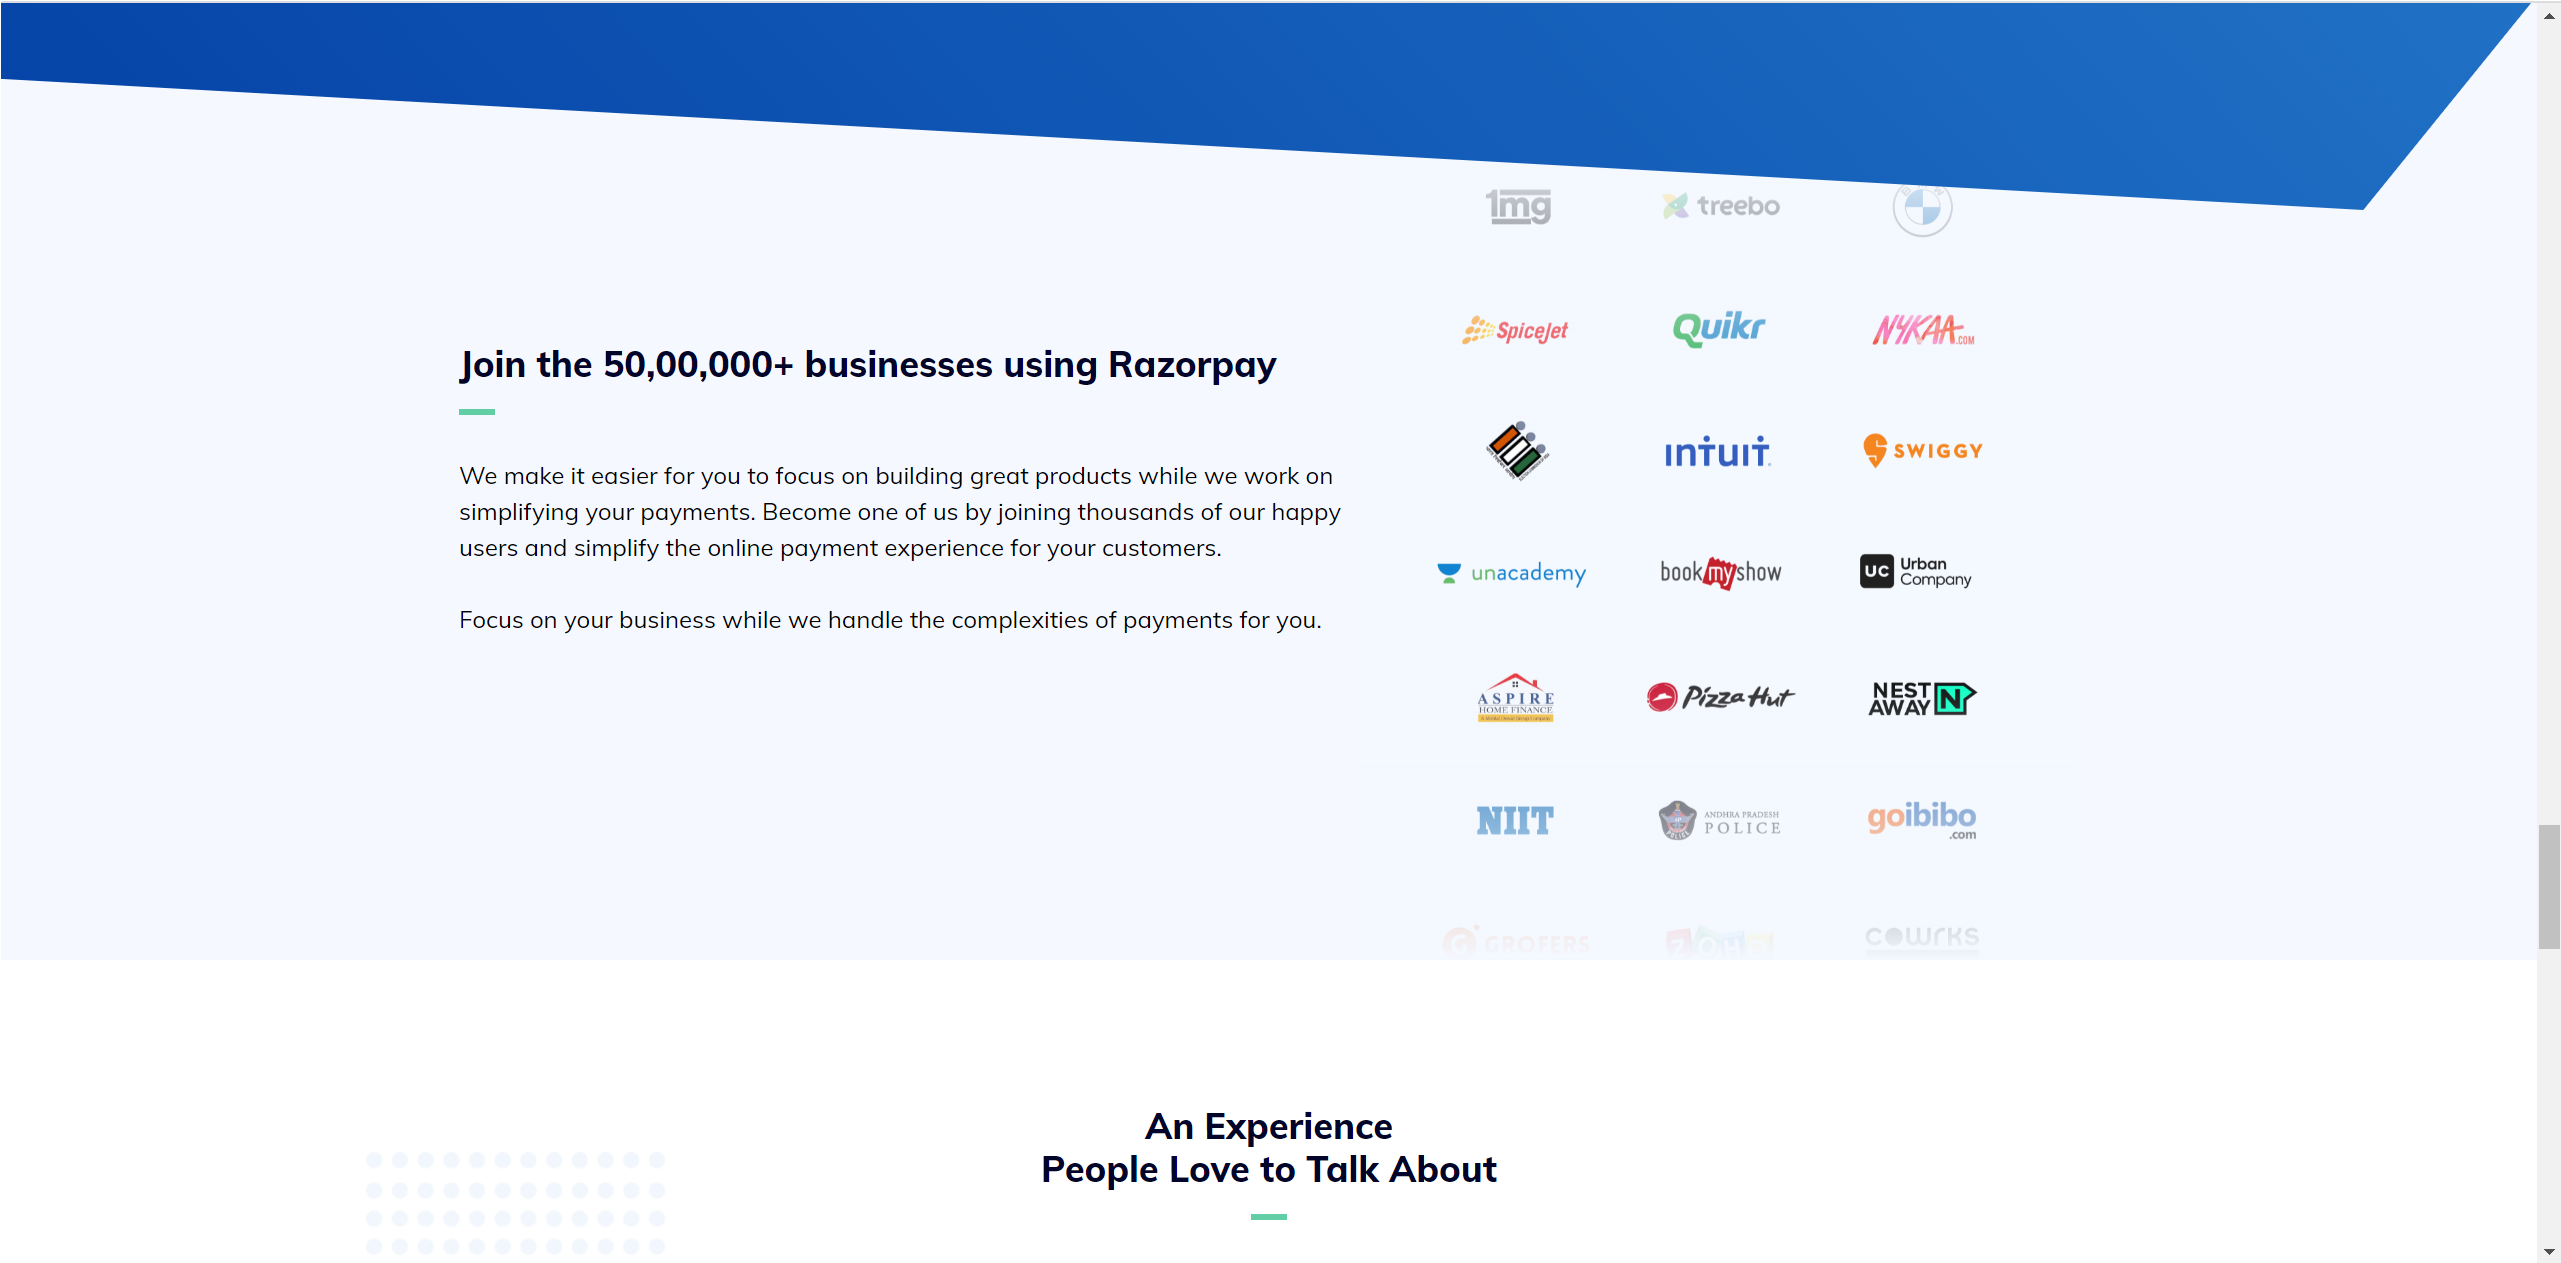 1mg treebo
SpiceJet Quikr NYKAA.COM
Join the 50,00,000+ businesses using Razorpay
intuit SWIGGY
We make it easier for you to focus on building great products while we work on
simplifying your payments. Become one of us by joining thousands of our happy
users and simplify the online payment experience for your customers.
unacademy bookmyshow UC Urban
Company
Focus on your business while we handle the complexities of payments for you.
ASPIRE
HOME FINANCE
Pizza Hut
NEST
AWAY N
NIIT
ANDHRA PRADESH
POLICE
goibibo
.com
G GROFERS ZOHO COWRKS
An Experience
People Love to Talk About